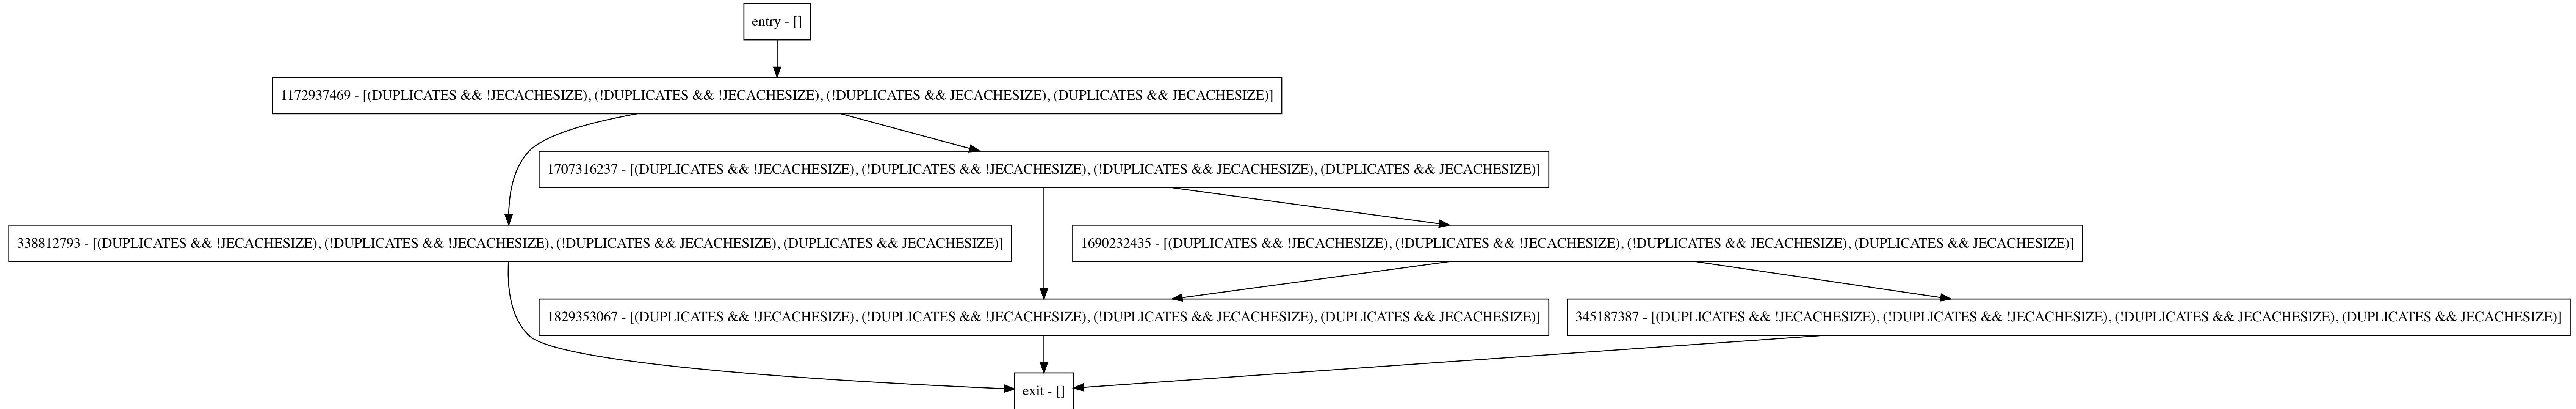 entry - []
1172937469 - [(DUPLICATES && !JECACHESIZE), (!DUPLICATES && !JECACHESIZE), (!DUPLICATES && JECACHESIZE), (DUPLICATES && JECACHESIZE)]
1707316237 - [(DUPLICATES && !JECACHESIZE), (!DUPLICATES && !JECACHESIZE), (!DUPLICATES && JECACHESIZE), (DUPLICATES && JECACHESIZE)]
338812793 - [(DUPLICATES && !JECACHESIZE), (!DUPLICATES && !JECACHESIZE), (!DUPLICATES && JECACHESIZE), (DUPLICATES && JECACHESIZE)]
1690232435 - [(DUPLICATES && !JECACHESIZE), (!DUPLICATES && !JECACHESIZE), (!DUPLICATES && JECACHESIZE), (DUPLICATES && JECACHESIZE)]
1829353067 - [(DUPLICATES && !JECACHESIZE), (!DUPLICATES && !JECACHESIZE), (!DUPLICATES && JECACHESIZE), (DUPLICATES && JECACHESIZE)]
345187387 - [(DUPLICATES && !JECACHESIZE), (!DUPLICATES && !JECACHESIZE), (!DUPLICATES && JECACHESIZE), (DUPLICATES && JECACHESIZE)]
exit - []